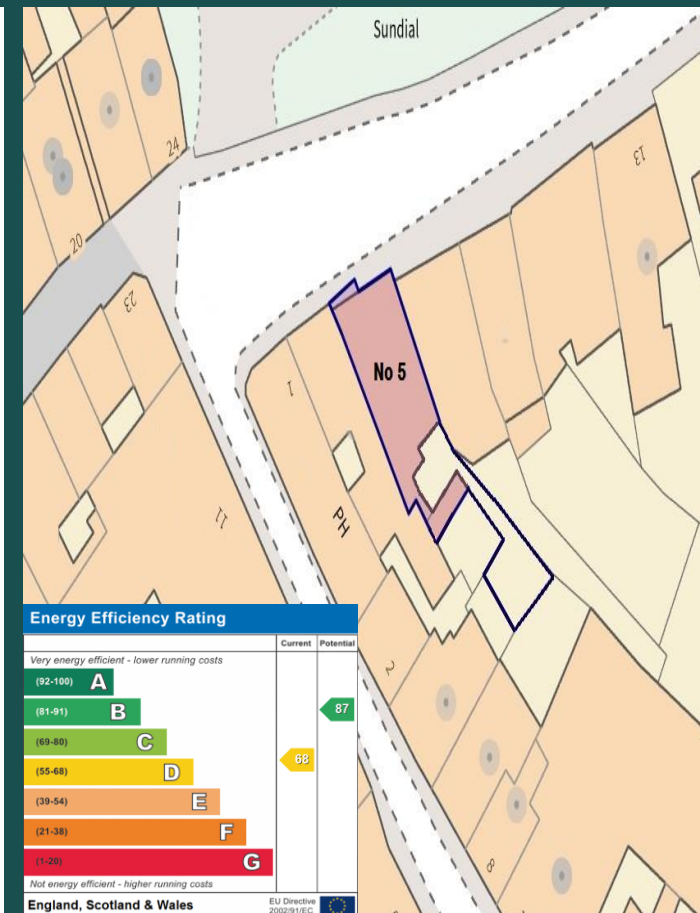 Sundial
24
20
13
23
No 5
1
PH
11
2
8
Energy Efficiency Rating
Current Potential
Very energy efficient - lower running costs
(92-100) A
(81-91) B
87
(69-80) C
(55-68) D
68
(39-54) E
(21-38) F
(1-20) G
Not energy efficient - higher running costs
England, Scotland & Wales
EU Directive
2002/91/EC